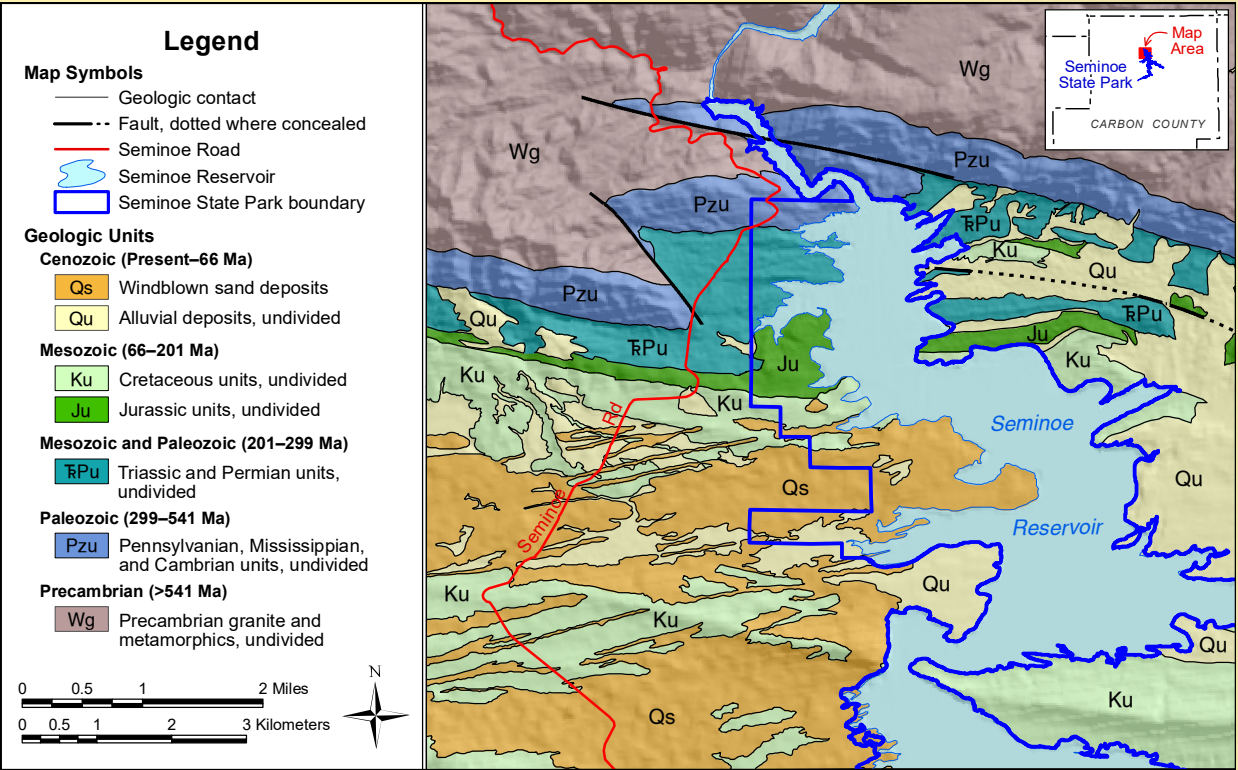 Legend
Map Symbols
Geologic contact
Fault, dotted where concealed
Seminoe Road
Seminoe Reservoir
Seminoe State Park boundary
Geologic Units
Cenozoic (Present–66 Ma)
Qs Windblown sand deposits
Qu Alluvial deposits, undivided
Mesozoic (66–201 Ma)
Ku Cretaceous units, undivided
Ju Jurassic units, undivided
Mesozoic and Paleozoic (201–299 Ma)
TRPu Triassic and Permian units,
undivided
Paleozoic (299–541 Ma)
Pzu Pennsylvanian, Mississippian,
and Cambrian units, undivided
Precambrian (>541 Ma)
Wg Precambrian granite and
metamorphics, undivided
0 0.5 1 2 Miles
0 0.5 1 2 3 Kilometers
N
Map
Area
Seminoe
State Park
CARBON COUNTY
Wg
Wg
Pzu
Pzu
TRPu
Ku
Qu
Pzu
Qu
TRPu
TRPu
Ju
Ku
Ju
Ku
Ku
Rd
Seminoe
Seminoe
Reservoir
Qs
Qu
Qu
Ku
Ku
Qu
Ku
Qs